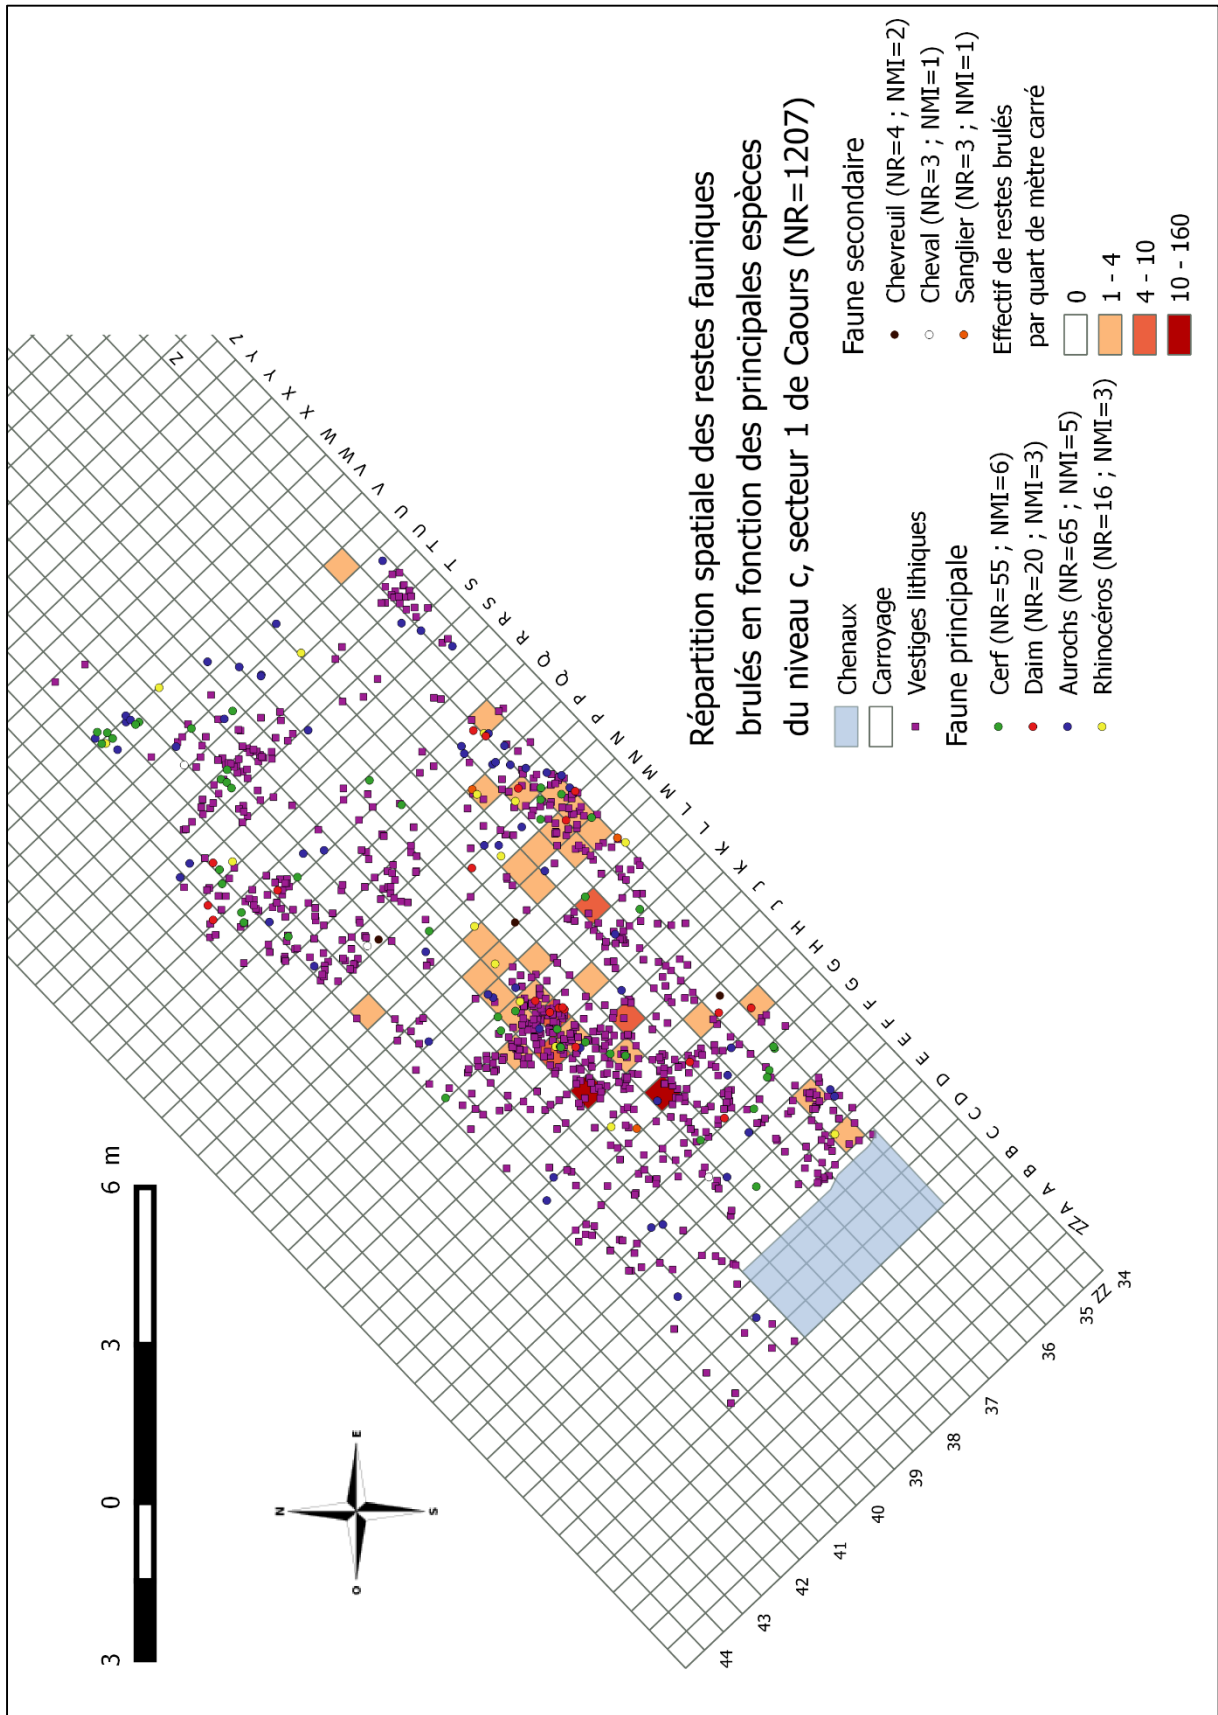 Répartition spatiale des restes fauniques
brulés en fonction des principales espèces
du niveau c, secteur 1 de Caours (NR=1207)
Chenaux
Carroyage
Vestiges lithiques
Faune principale
Cerf (NR=55 ; NMI=6)
Daim (NR=20 ; NMI=3)
Aurochs (NR=65 ; NMI=5)
Rhinocéros (NR=16 ; NMI=3)
Faune secondaire
Chevreuil (NR=4 ; NMI=2)
Cheval (NR=3 ; NMI=1)
Sanglier (NR=3 ; NMI=1)
Effectif de restes brulés
par quart de mètre carré
0
1 - 4
4 - 10
10 - 160
3 0 3 6 m
N
E
S
O
44
43
42
41
40
39
38
37
36
35
34
ZZ
ZZ
A
A
B
B
C
C
D
D
E
E
F
F
G
G
H
H
J
J
K
K
L
L
M
M
N
N
P
P
Q
Q
R
R
S
S
T
T
U
U
V
V
W
W
X
X
Y
Y
Z
Z